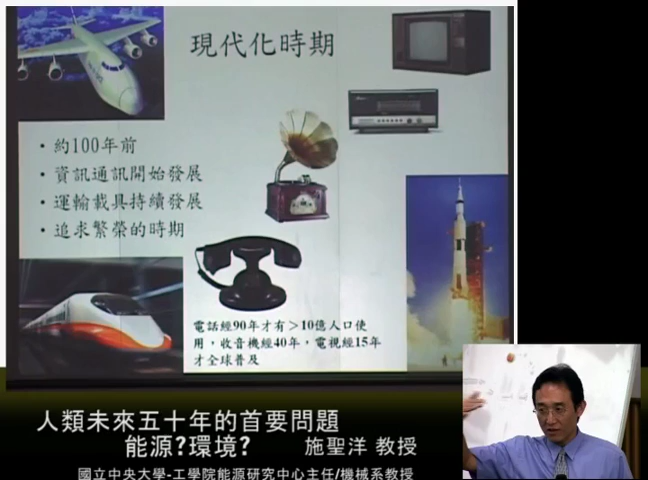 現代化時期
・約100年前
・資訊通訊開始發展
・運輸載具持續發展
・追求繁榮的時期
電話經90年才有＞10億人口使
用，收音機經40年，電視經15年
才全球普及
人類未來五十年的首要問題
能源?環境?
施聖洋 教授
國立中央大學-工學院能源研究中心主任/機械系教授